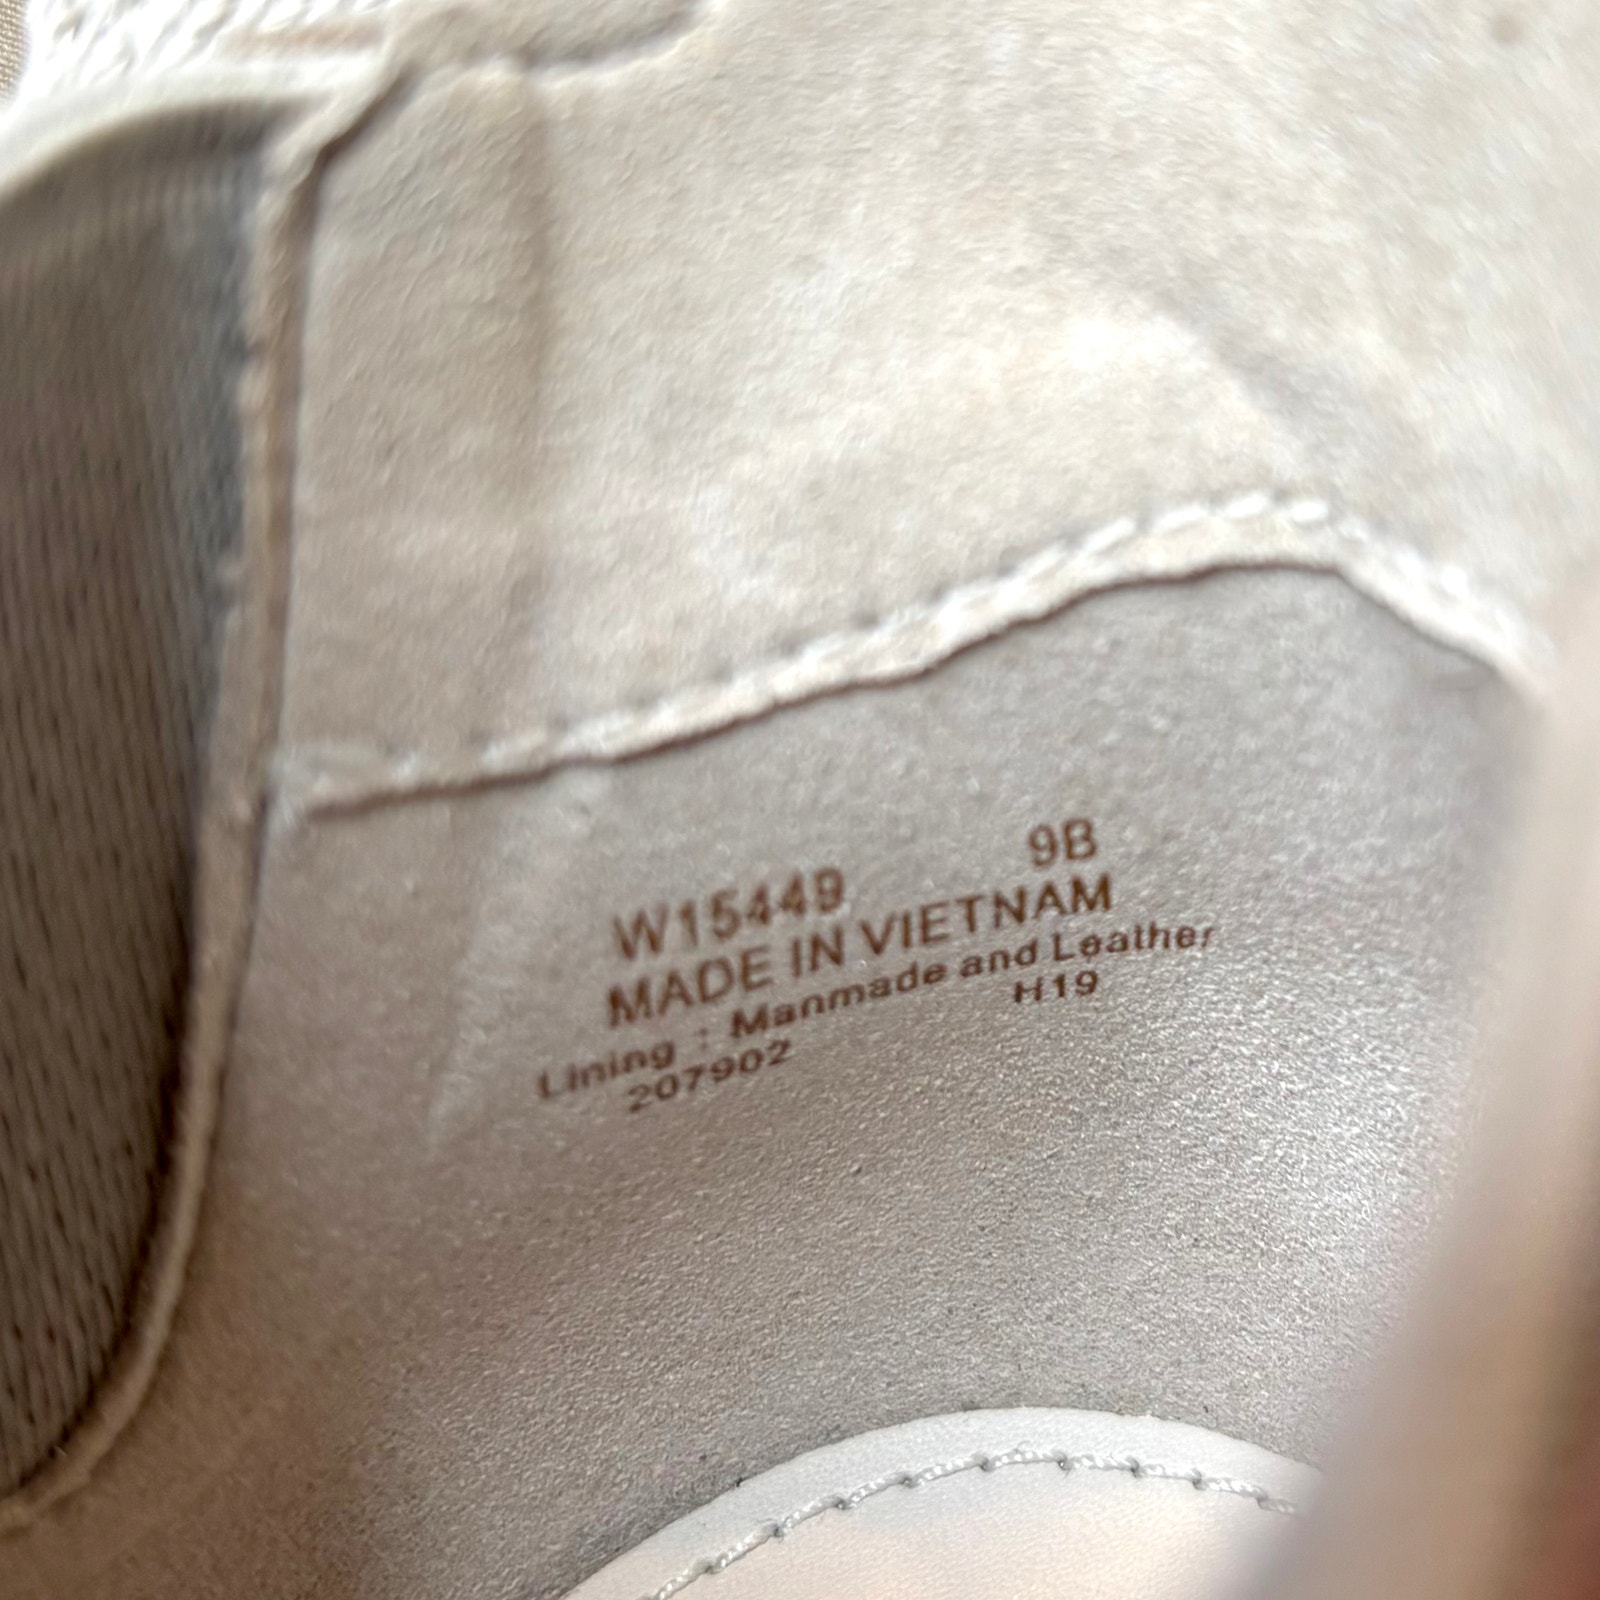 W15449 9B
MADE IN VIETNAM
Lining : Manmade and Leather
207902 H19